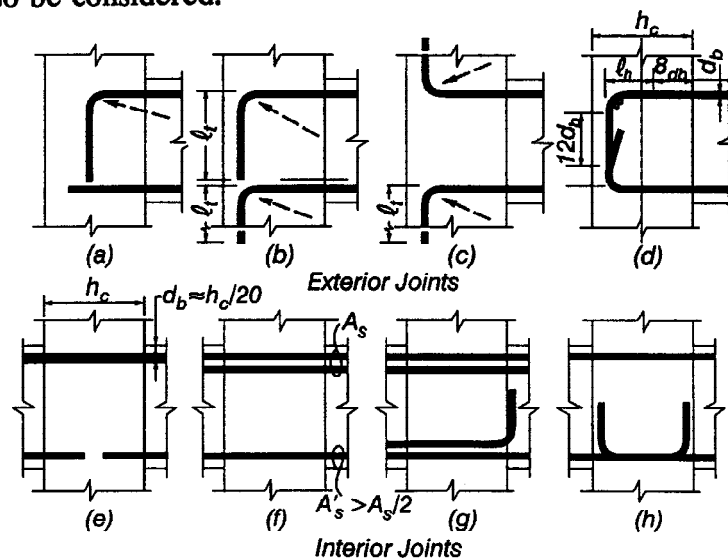 to be considered.
h_c
ℓ_h 8d_b d_b
ℓ_t ℓ_t ℓ_t 12d_b
(a) (b) (c) (d)
Exterior Joints
h_c d_b≈h_c/20
A_s
A's >A_s/2
(e) (f) (g) (h)
Interior Joints